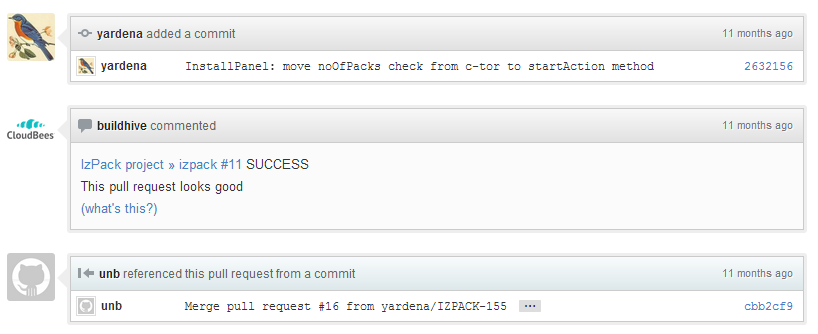 yardena added a commit 11 months ago
yardena InstallPanel: move noOfPacks check from c-tor to startAction method 2632156
CloudBees
buildhive commented 11 months ago
IzPack project » izpack #11 SUCCESS
This pull request looks good
(what's this?)
unb referenced this pull request from a commit 11 months ago
unb Merge pull request #16 from yardena/IZPACK-155 ... cbb2cf9